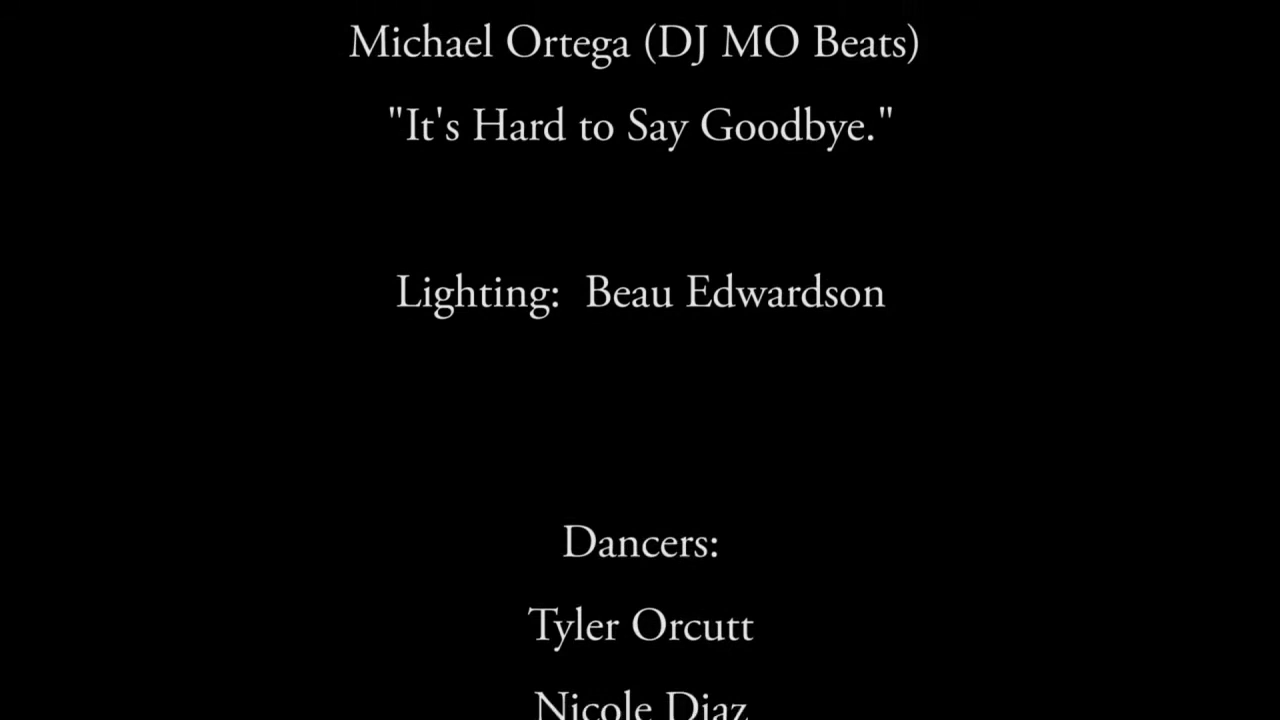 Michael Ortega (DJ MO Beats)
"It's Hard to Say Goodbye."
Lighting:  Beau Edwardson
Dancers:
Tyler Orcutt
Nicole Diaz